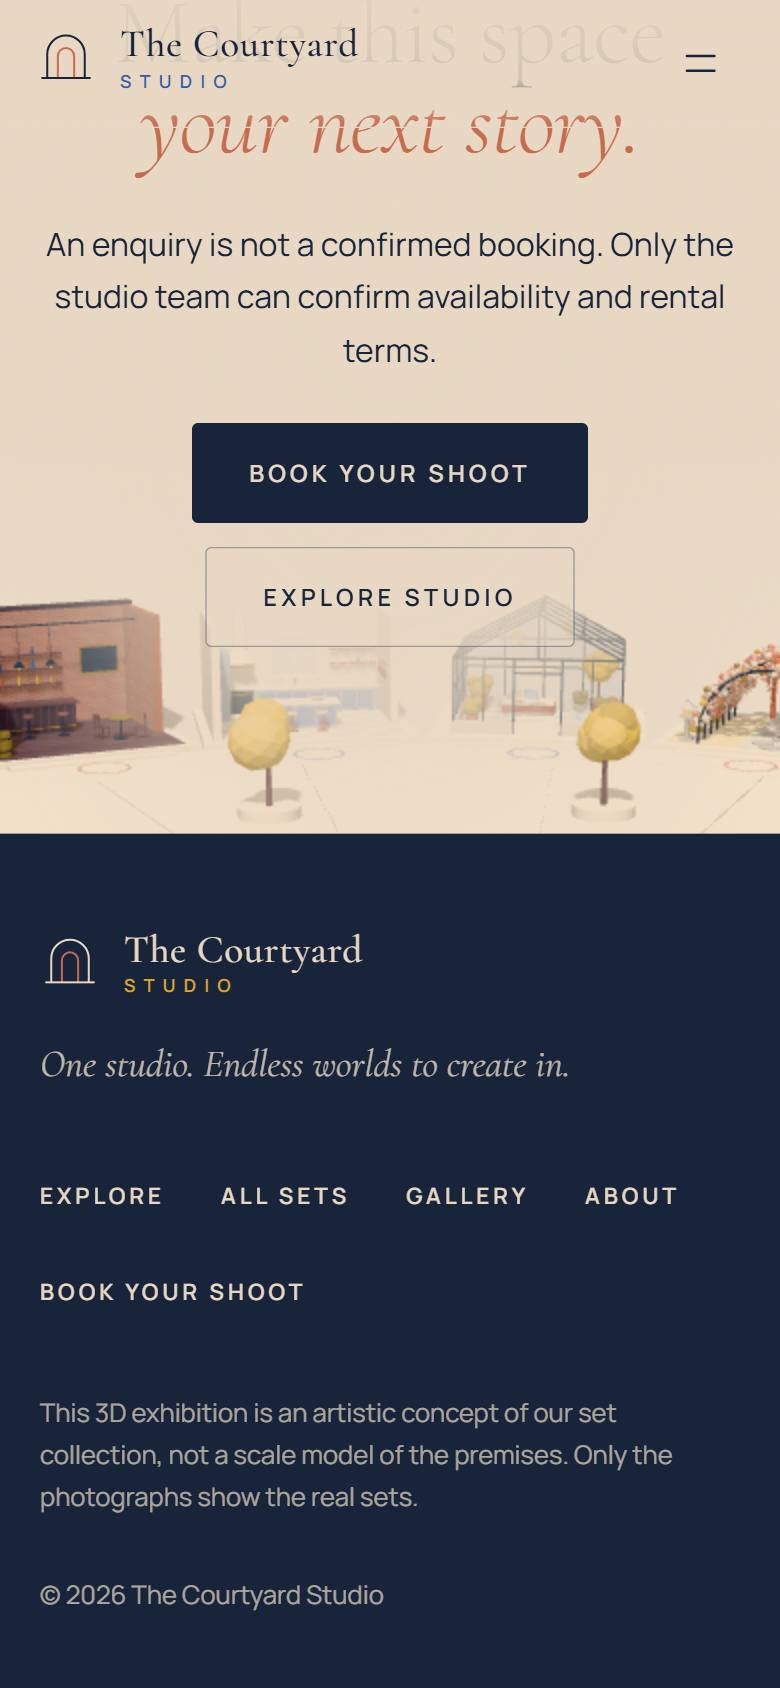 Make this space
The Courtyard
STUDIO
your next story.
An enquiry is not a confirmed booking. Only the
studio team can confirm availability and rental
terms.
BOOK YOUR SHOOT
EXPLORE STUDIO
The Courtyard
STUDIO
One studio. Endless worlds to create in.
EXPLORE ALL SETS GALLERY ABOUT
BOOK YOUR SHOOT
This 3D exhibition is an artistic concept of our set
collection, not a scale model of the premises. Only the
photographs show the real sets.
© 2026 The Courtyard Studio